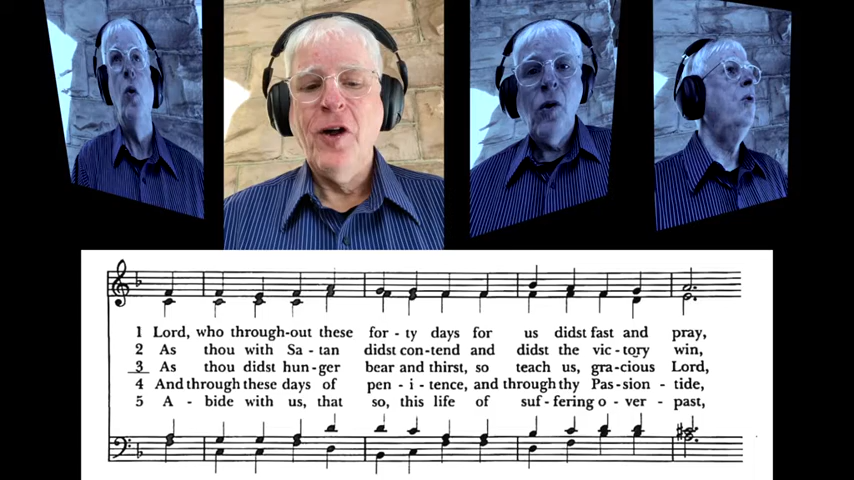 1 Lord, who through-out these for - ty days for us didst fast and pray,
2 As thou with Sa - tan didst con-tend and didst the vic - tory win,
3 As thou didst hun - ger bear and thirst, so teach us, gra-cious Lord,
4 And through these days of pen - i - tence, and through thy Pas - sion - tide,
5 A - bide with us, that so, this life of suf - fering o - ver - past,